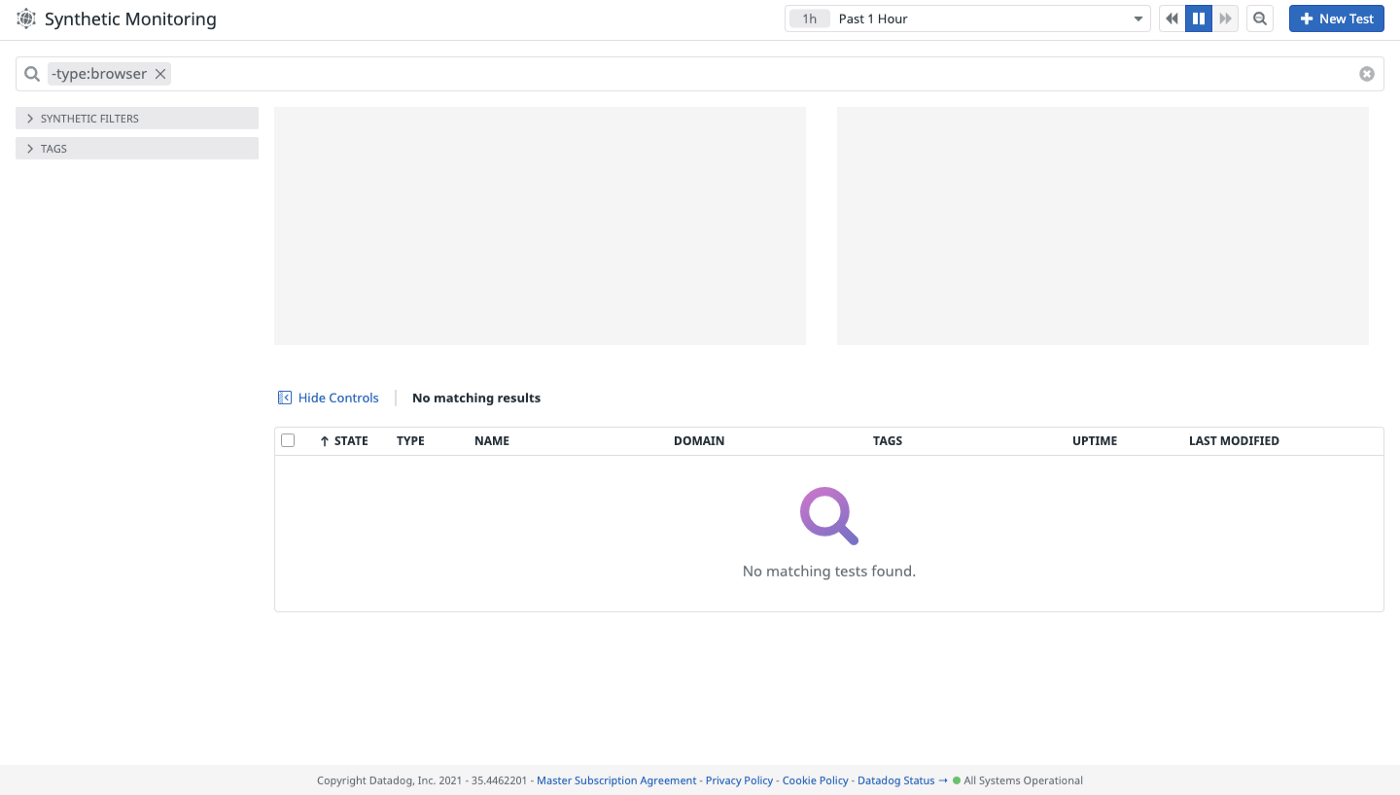 Synthetic Monitoring
1h Past 1 Hour
New Test
-type:browser
SYNTHETIC FILTERS
TAGS
Hide Controls
No matching results
STATE TYPE NAME DOMAIN TAGS UPTIME LAST MODIFIED
No matching tests found.
Copyright Datadog, Inc. 2021 - 35.4462201 - Master Subscription Agreement - Privacy Policy - Cookie Policy - Datadog Status → All Systems Operational